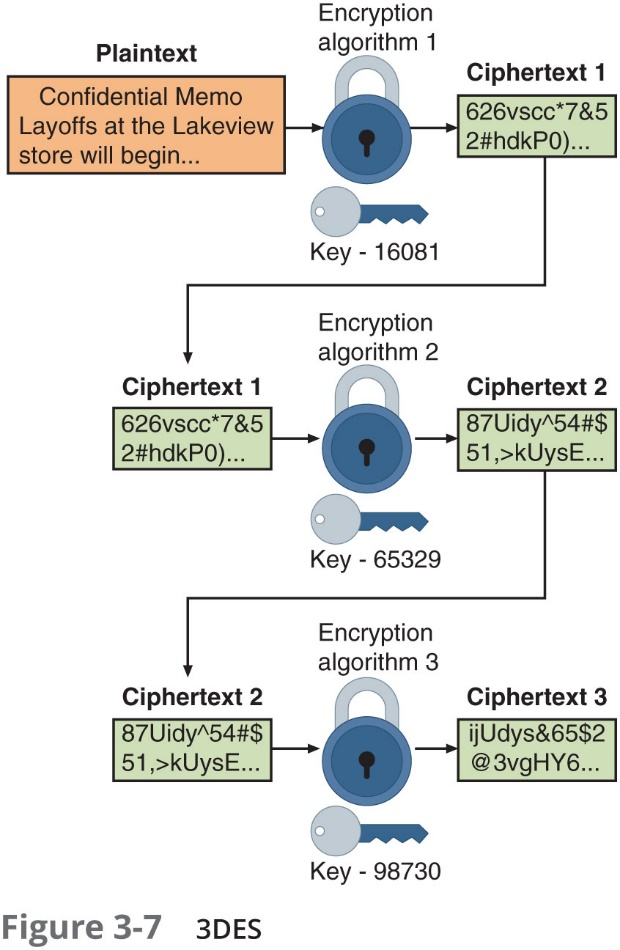 Encryption
algorithm 1
Plaintext
Confidential Memo
Layoffs at the Lakeview
store will begin...
Ciphertext 1
626vscc*7&5
2#hdkP0)...
Key - 16081
Encryption
algorithm 2
Ciphertext 1
626vscc*7&5
2#hdkP0)...
Ciphertext 2
87Uidy^54#$
51,>kUysE...
Key - 65329
Encryption
algorithm 3
Ciphertext 2
87Uidy^54#$
51,>kUysE...
Ciphertext 3
ijUdys&65$2
@3vgHY6...
Key - 98730
Figure 3-7 3DES